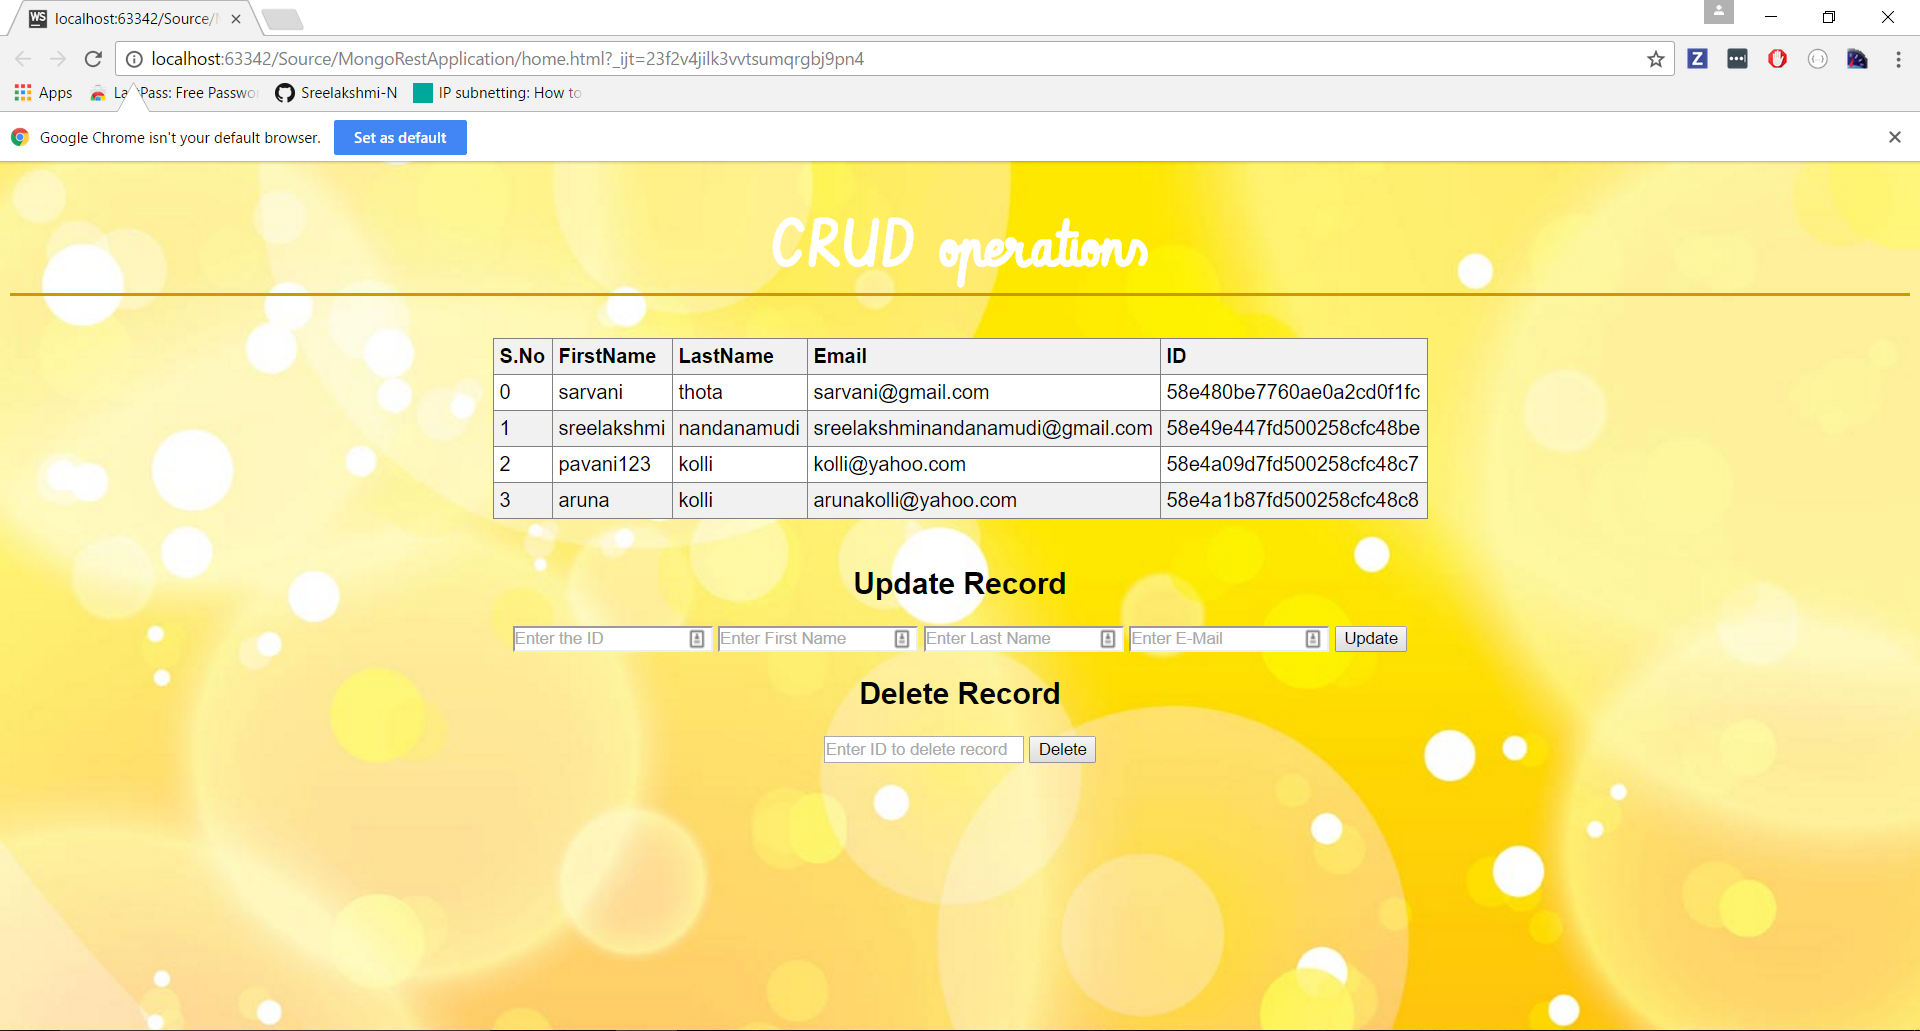 localhost:63342/Source/
localhost:63342/Source/MongoRestApplication/home.html?_ijt=23f2v4jilk3vvtsumqrgbj9pn4
Apps Pass: Free Passwo Sreelakshmi-N IP subnetting: How to
Google Chrome isn't your default browser. Set as default
CRUD operations
S.No FirstName LastName Email ID
0 sarvani thota sarvani@gmail.com 58e480be7760ae0a2cd0f1fc
1 sreelakshmi nandanamudi sreelakshminandanamudi@gmail.com 58e49e447fd500258cfc48be
2 pavani123 kolli kolli@yahoo.com 58e4a09d7fd500258cfc48c7
3 aruna kolli arunakolli@yahoo.com 58e4a1b87fd500258cfc48c8
Update Record
Enter the ID Enter First Name Enter Last Name Enter E-Mail Update
Delete Record
Enter ID to delete record Delete